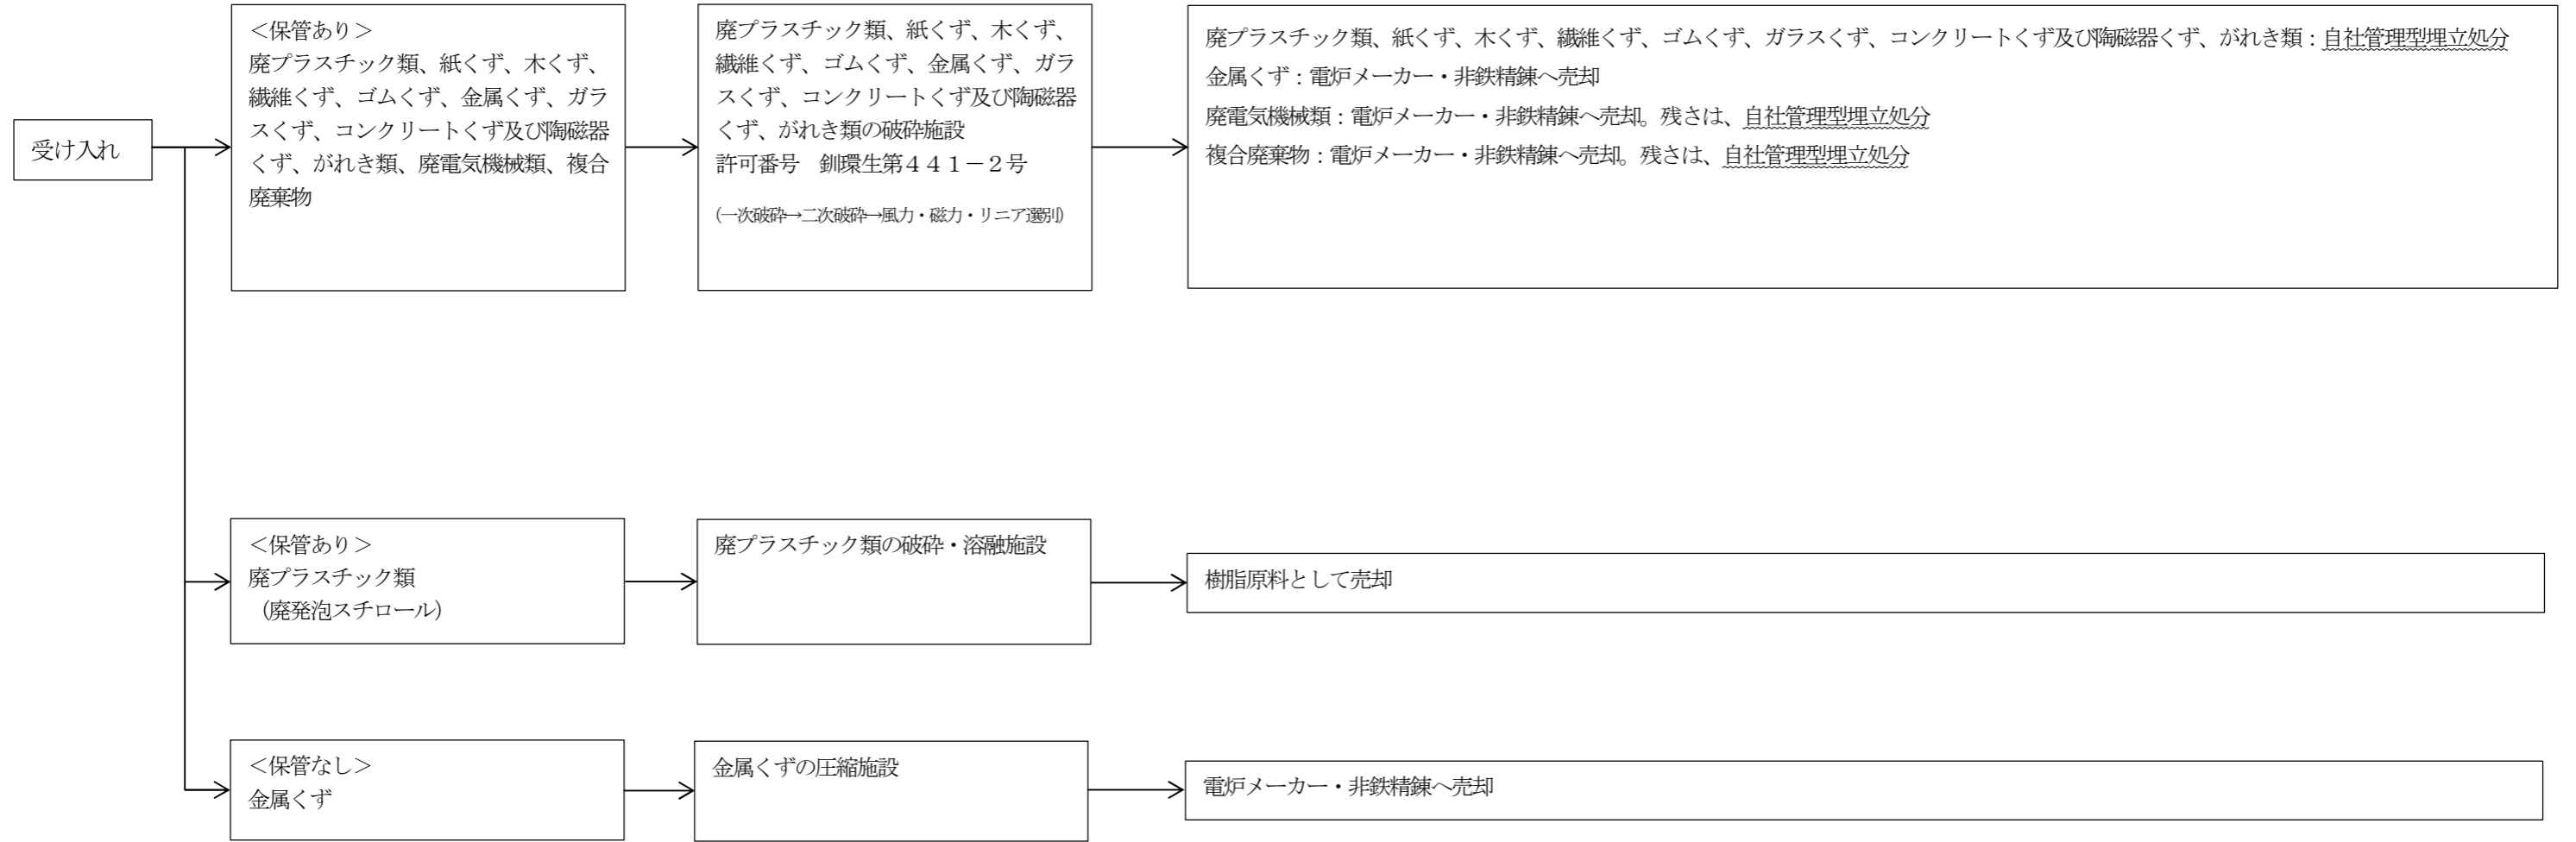 受け入れ
＜保管あり＞
廃プラスチック類、紙くず、木くず、
繊維くず、ゴムくず、金属くず、ガラ
スくず、コンクリートくず及び陶磁器
くず、がれき類、廃電気機械類、複合
廃棄物
廃プラスチック類、紙くず、木くず、
繊維くず、ゴムくず、金属くず、ガラ
スくず、コンクリートくず及び陶磁器
くず、がれき類の破砕施設
許可番号　釧環生第４４１－２号
（一次破砕→二次破砕→風力・磁力・リニア選別）
廃プラスチック類、紙くず、木くず、繊維くず、ゴムくず、ガラスくず、コンクリートくず及び陶磁器くず、がれき類：自社管理型埋立処分
金属くず：電炉メーカー・非鉄精錬へ売却
廃電気機械類：電炉メーカー・非鉄精錬へ売却。残さは、自社管理型埋立処分
複合廃棄物：電炉メーカー・非鉄精錬へ売却。残さは、自社管理型埋立処分
＜保管あり＞
廃プラスチック類
（廃発泡スチロール）
廃プラスチック類の破砕・溶融施設
樹脂原料として売却
＜保管なし＞
金属くず
金属くずの圧縮施設
電炉メーカー・非鉄精錬へ売却